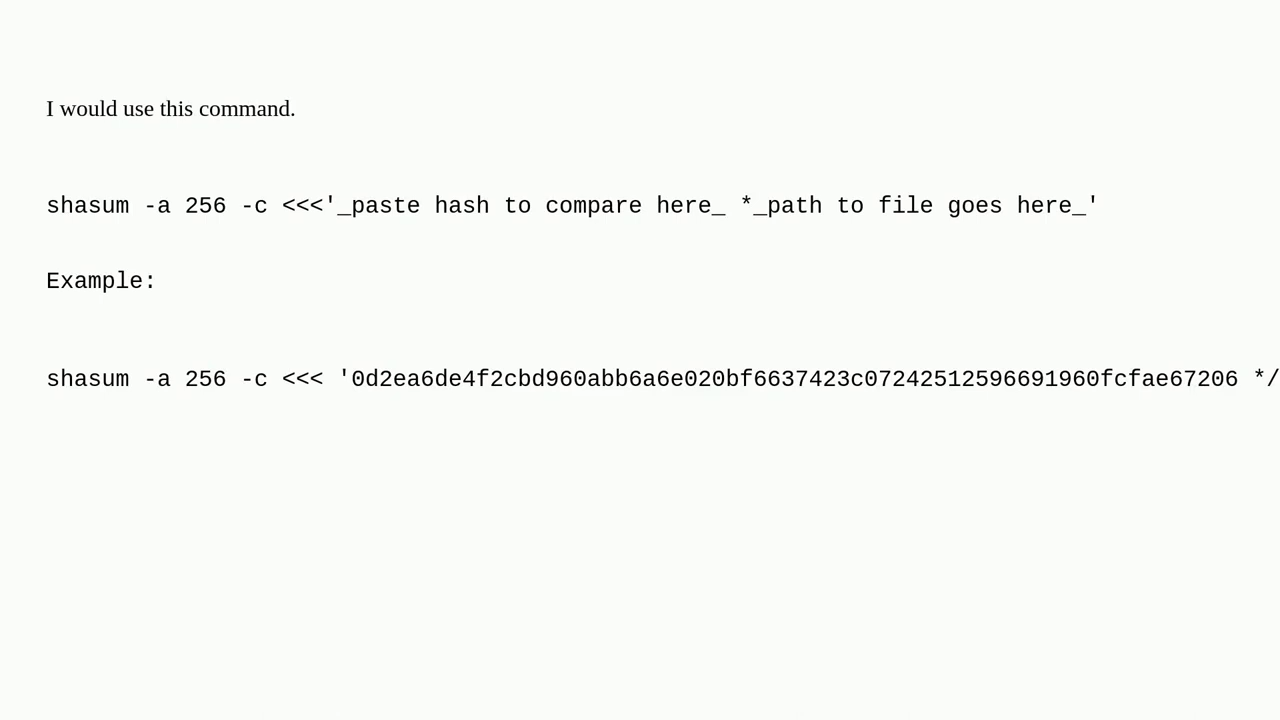 I would use this command.
shasum -a 256 -c <<<'_paste hash to compare here_ *_path to file goes here_'
Example:
shasum -a 256 -c <<< '0d2ea6de4f2cbd960abb6a6e020bf6637423c07242512596691960fcfae67206 */